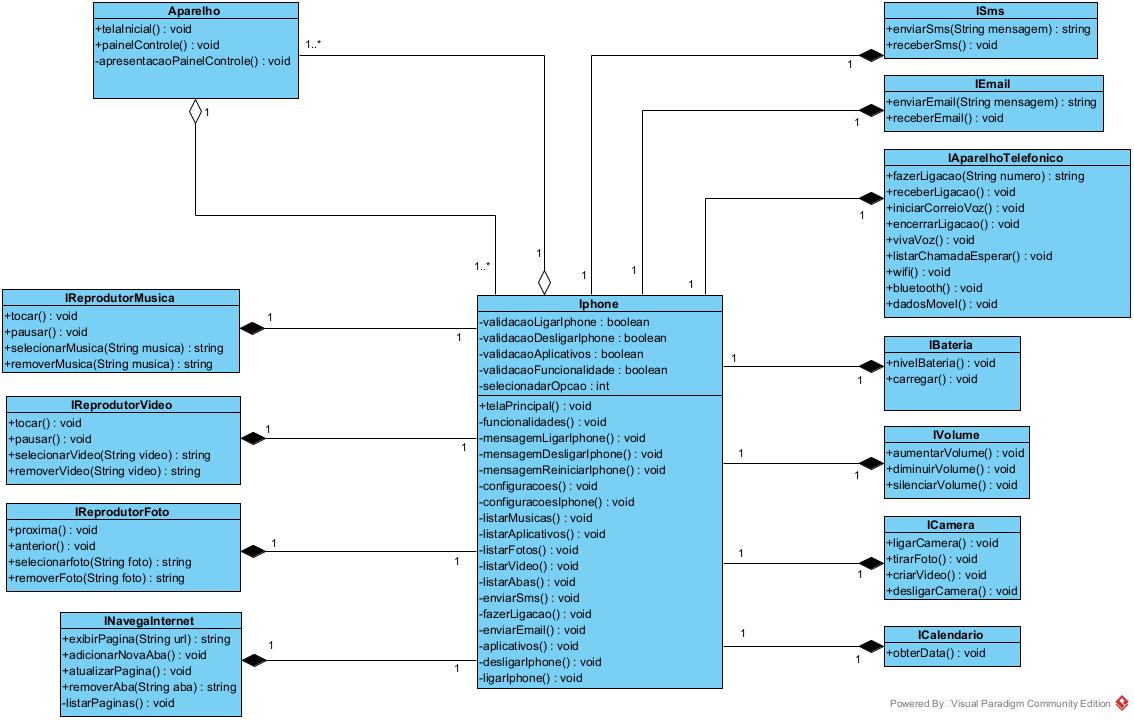 Aparelho
+telaInicial() : void
+painelControle() : void
-apresentacaoPainelControle() : void
1..*
1
1..*
1
ISms
+enviarSms(String mensagem) : string
+receberSms() : void
1
1
IEmail
+enviarEmail(String mensagem) : string
+receberEmail() : void
1
1
IAparelhoTelefonico
+fazerLigacao(String numero) : string
+receberLigacao() : void
+iniciarCorreioVoz() : void
+encerrarLigacao() : void
+vivaVoz() : void
+listarChamadaEsperar() : void
+wifi() : void
+bluetooth() : void
+dadosMovel() : void
1
1
IReprodutorMusica
+tocar() : void
+pausar() : void
+selecionarMusica(String musica) : string
+removerMusica(String musica) : string
1
1
IReprodutorVideo
+tocar() : void
+pausar() : void
+selecionarVideo(String video) : string
+removerVideo(String video) : string
1
1
IReprodutorFoto
+proxima() : void
+anterior() : void
+selecionarfoto(String foto) : string
+removerFoto(String foto) : string
1
1
INavegaInternet
+exibirPagina(String url) : string
+adicionarNovaAba() : void
+atualizarPagina() : void
+removerAba(String aba) : string
-listarPaginas() : void
1
1
Iphone
-validacaoLigarIphone : boolean
-validacaoDesligarIphone : boolean
-validacaoAplicativos : boolean
-validacaoFuncionalidade : boolean
-selecionadarOpcao : int
+telaPrincipal() : void
-funcionalidades() : void
-mensagemLigarIphone() : void
-mensagemDesligarIphone() : void
-mensagemReiniciarIphone() : void
-configuracoes() : void
-configuracoesIphone() : void
-listarMusicas() : void
-listarAplicativos() : void
-listarFotos() : void
-listarVideo() : void
-listarAbas() : void
-enviarSms() : void
-fazerLigacao() : void
-enviarEmail() : void
-aplicativos() : void
-desligarIphone() : void
-ligarIphone() : void
IBateria
+nivelBateria() : void
+carregar() : void
1
1
IVolume
+aumentarVolume() : void
+diminuirVolume() : void
+silenciarVolume() : void
1
1
ICamera
+ligarCamera() : void
+tirarFoto() : void
+criarVideo() : void
+desligarCamera() : void
1
1
ICalendario
+obterData() : void
1
1
Powered By Visual Paradigm Community Edition